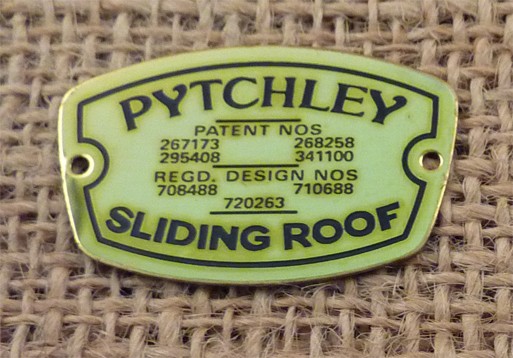 PYTCHLEY
PATENT NOS
267173 268258
295408 341100
REGD. DESIGN NOS
708488 710688
720263
SLIDING ROOF